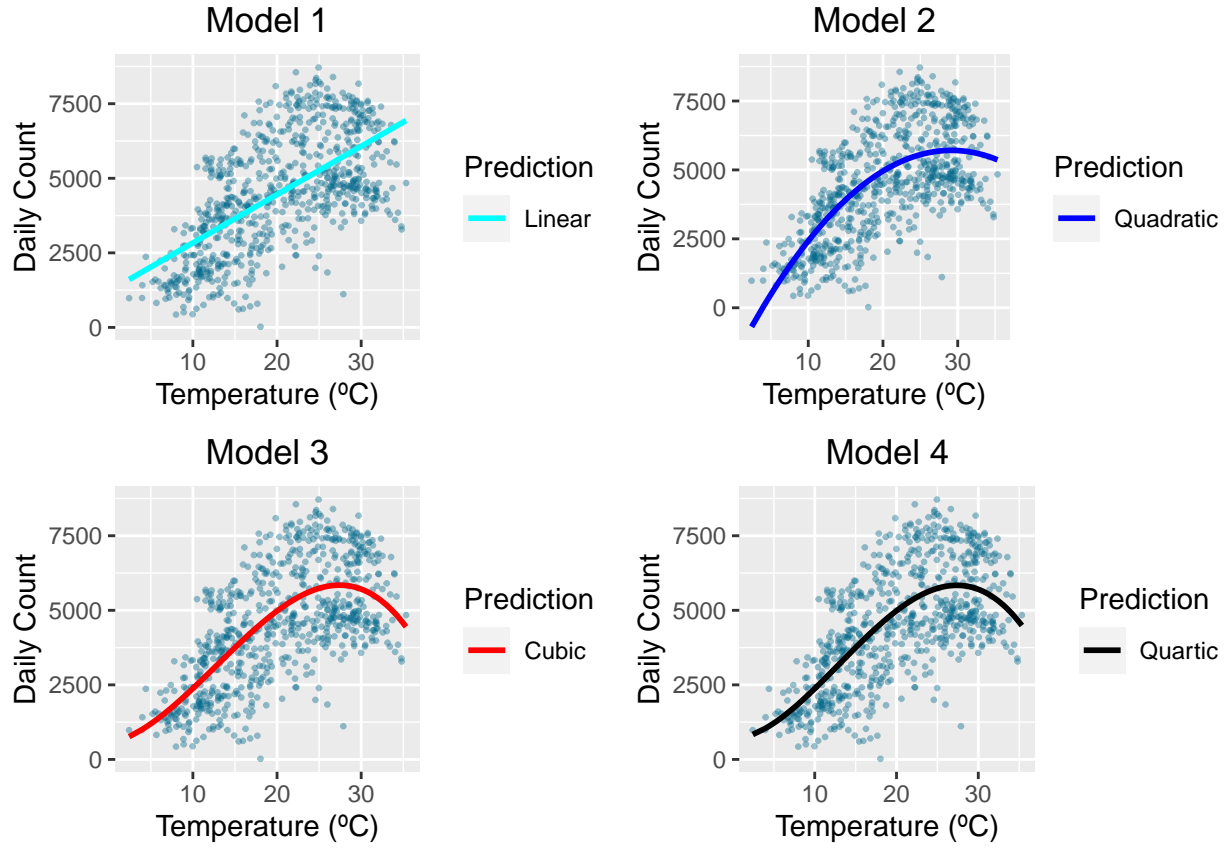 Model 1
Daily Count
7500
5000
2500
0
10 20 30
Temperature (ºC)
Prediction
Linear
Model 2
Daily Count
7500
5000
2500
0
10 20 30
Temperature (ºC)
Prediction
Quadratic
Model 3
Daily Count
7500
5000
2500
0
10 20 30
Temperature (ºC)
Prediction
Cubic
Model 4
Daily Count
7500
5000
2500
0
10 20 30
Temperature (ºC)
Prediction
Quartic